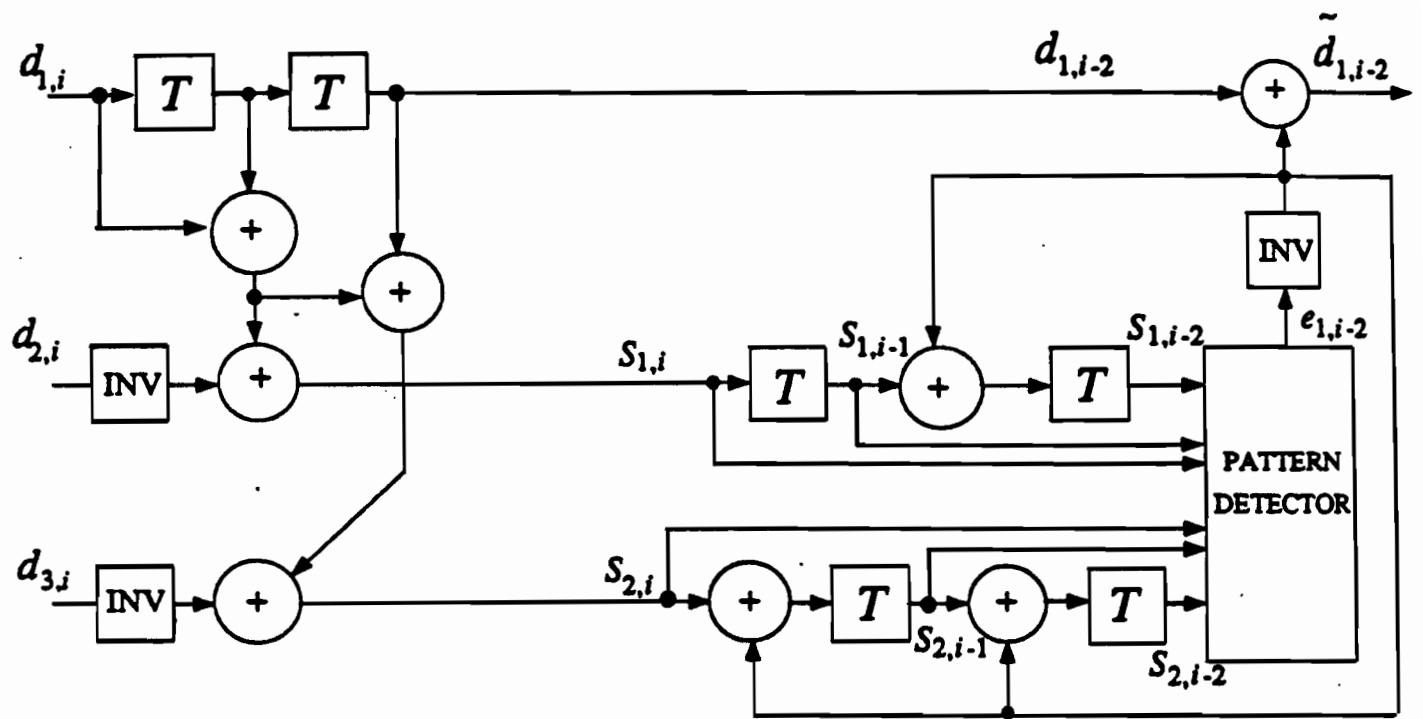 d1,i
T
T
d1,i-2
~
d1,i-2
+
+
+
INV
e1,i-2
d2,i
INV
+
S1,i
T
S1,i-1
+
T
S1,i-2
PATTERN
DETECTOR
d3,i
INV
+
S2,i
+
T
S2,i-1
+
T
S2,i-2